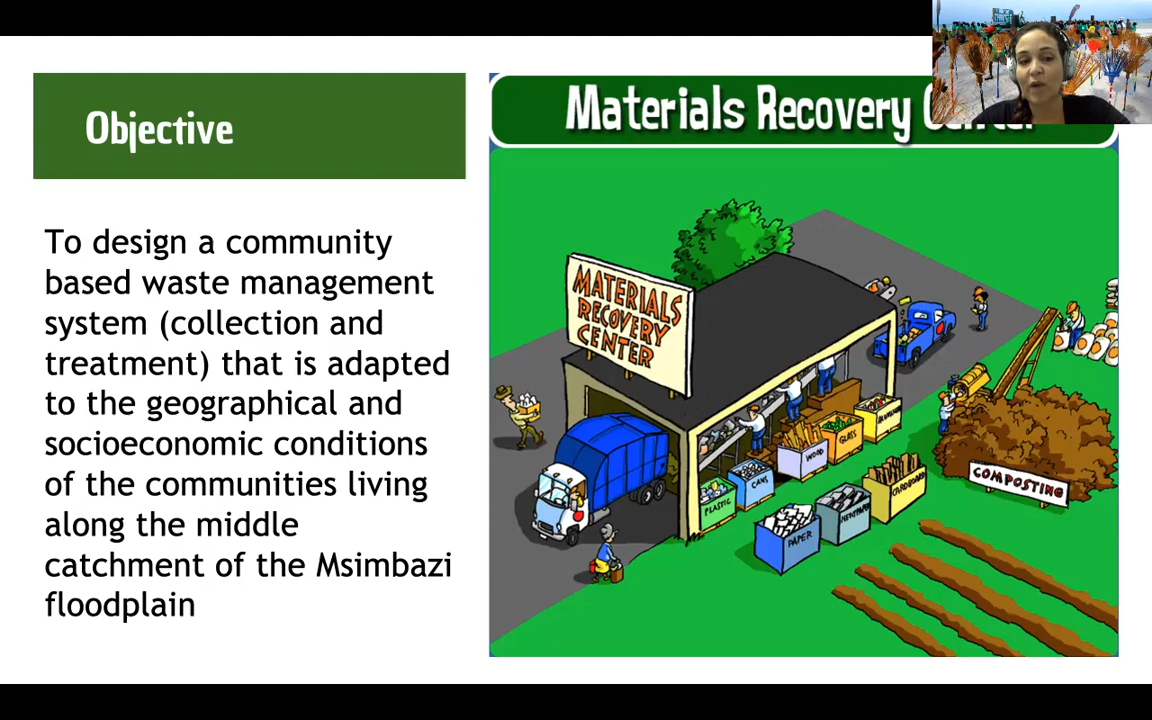 Objective
To design a community
based waste management
system (collection and
treatment) that is adapted
to the geographical and
socioeconomic conditions
of the communities living
along the middle
catchment of the Msimbazi
floodplain
Materials Recovery
MATERIALS
RECOVERY
CENTER
PLASTIC
CANS
WOOD
GLASS
PAPER
CARDBOARD
COMPOSTING